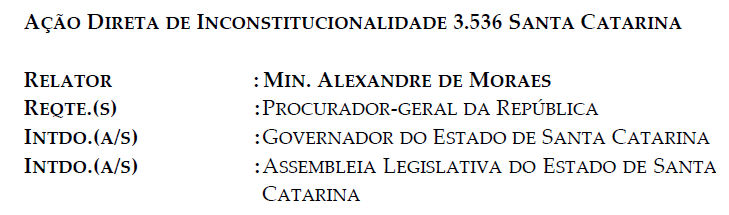 AÇÃO DIRETA DE INCONSTITUCIONALIDADE 3.536 SANTA CATARINA
RELATOR : MIN. ALEXANDRE DE MORAES
REQTE.(S) :PROCURADOR-GERAL DA REPÚBLICA
INTDO.(A/S) :GOVERNADOR DO ESTADO DE SANTA CATARINA
INTDO.(A/S) :ASSEMBLEIA LEGISLATIVA DO ESTADO DE SANTA
CATARINA